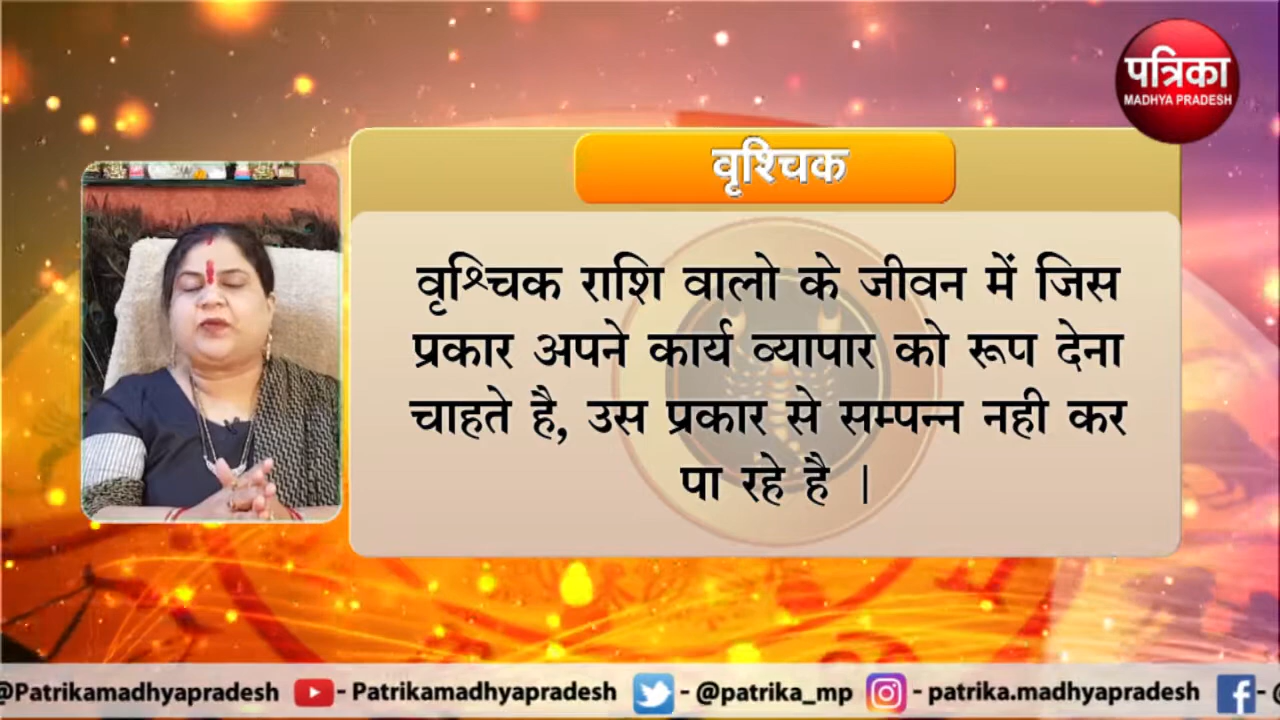 पत्रिका
MADHYA PRADESH
वृश्चिक
वृश्चिक राशि वालो के जीवन में जिस
प्रकार अपने कार्य व्यापार को रूप देना
चाहते है, उस प्रकार से सम्पन्न नही कर
पा रहे है |
@Patrikamadhyapradesh - Patrikamadhyapradesh - @patrika_mp - patrika.madhyapradesh -